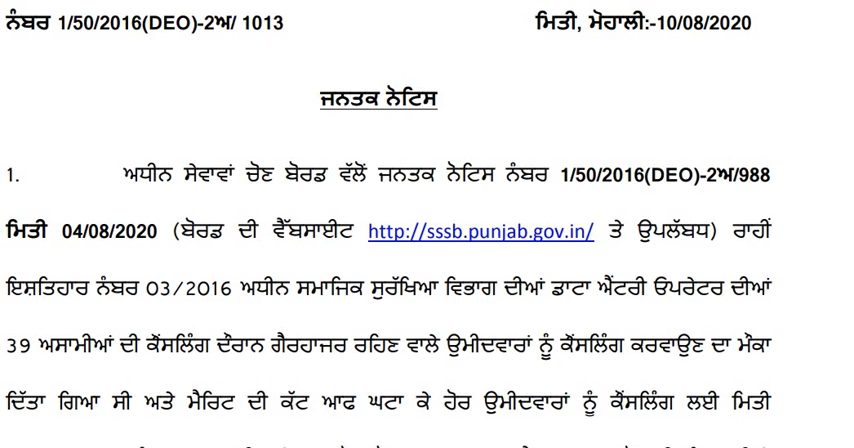 ਨੰਬਰ 1/50/2016(DEO)-2ਅ/ 1013 ਮਿਤੀ, ਮੋਹਾਲੀ:-10/08/2020
ਜਨਤਕ ਨੋਟਿਸ
1. ਅਧੀਨ ਸੇਵਾਵਾਂ ਚੋਣ ਬੋਰਡ ਵੱਲੋਂ ਜਨਤਕ ਨੋਟਿਸ ਨੰਬਰ 1/50/2016(DEO)-2ਅ/988
ਮਿਤੀ 04/08/2020 (ਬੋਰਡ ਦੀ ਵੈੱਬਸਾਈਟ http://sssb.punjab.gov.in/ ਤੇ ਉਪਲੱਬਧ) ਰਾਹੀਂ
ਇਸ਼ਤਿਹਾਰ ਨੰਬਰ 03/2016 ਅਧੀਨ ਸਮਾਜਿਕ ਸੁਰੱਖਿਆ ਵਿਭਾਗ ਦੀਆਂ ਡਾਟਾ ਐਂਟਰੀ ਓਪਰੇਟਰ ਦੀਆਂ
39 ਅਸਾਮੀਆਂ ਦੀ ਕੌਂਸਲਿੰਗ ਦੌਰਾਨ ਗੈਰਹਾਜਰ ਰਹਿਣ ਵਾਲੇ ਉਮੀਦਵਾਰਾਂ ਨੂੰ ਕੌਂਸਲਿੰਗ ਕਰਵਾਉਣ ਦਾ ਮੌਕਾ
ਦਿੱਤਾ ਗਿਆ ਸੀ ਅਤੇ ਮੈਰਿਟ ਦੀ ਕੱਟ ਆਫ ਘਟਾ ਕੇ ਹੋਰ ਉਮੀਦਵਾਰਾਂ ਨੂੰ ਕੌਂਸਲਿੰਗ ਲਈ ਮਿਤੀ